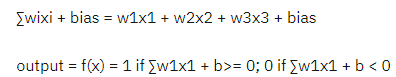 ∑wixi + bias = w1x1 + w2x2 + w3x3 + bias
output = f(x) = 1 if ∑w1x1 + b>= 0; 0 if ∑w1x1 + b < 0